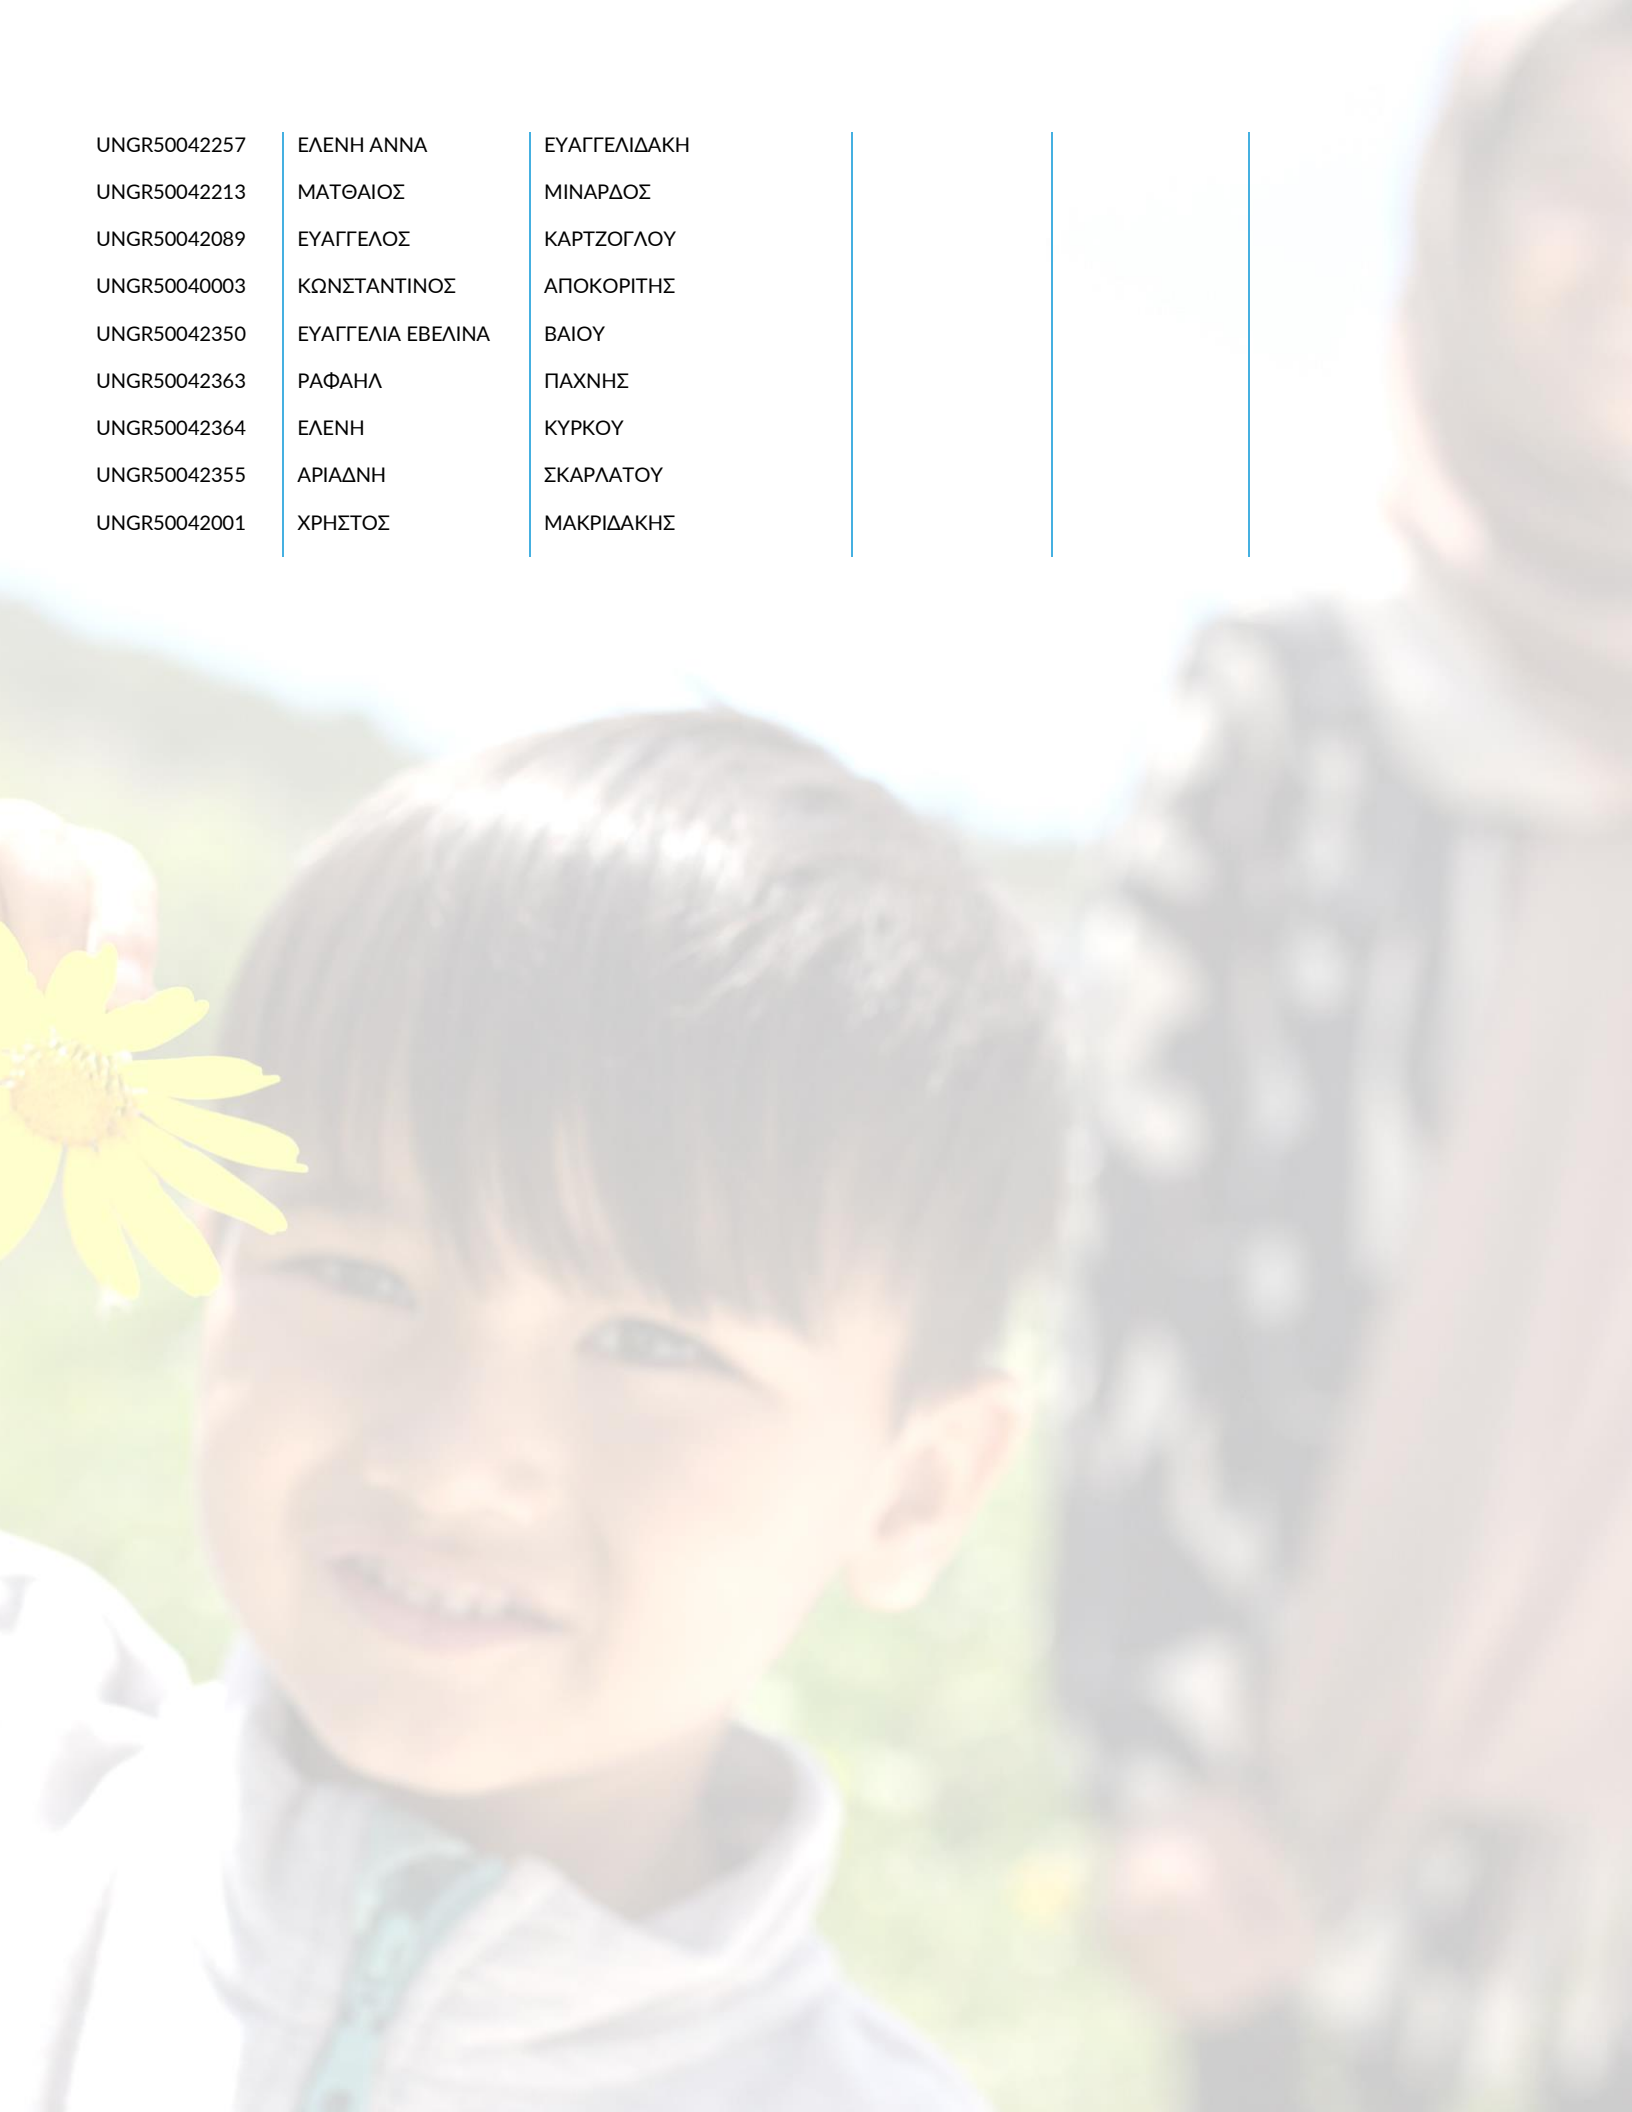 UNGR50042257 ΕΛΕΝΗ ΑΝΝΑ ΕΥΑΓΓΕΛΙΔΑΚΗ
UNGR50042213 ΜΑΤΘΑΙΟΣ ΜΙΝΑΡΔΟΣ
UNGR50042089 ΕΥΑΓΓΕΛΟΣ ΚΑΡΤΖΟΓΛΟΥ
UNGR50040003 ΚΩΝΣΤΑΝΤΙΝΟΣ ΑΠΟΚΟΡΙΤΗΣ
UNGR50042350 ΕΥΑΓΓΕΛΙΑ ΕΒΕΛΙΝΑ ΒΑΙΟΥ
UNGR50042363 ΡΑΦΑΗΛ ΠΑΧΝΗΣ
UNGR50042364 ΕΛΕΝΗ ΚΥΡΚΟΥ
UNGR50042355 ΑΡΙΑΔΝΗ ΣΚΑΡΛΑΤΟΥ
UNGR50042001 ΧΡΗΣΤΟΣ ΜΑΚΡΙΔΑΚΗΣ